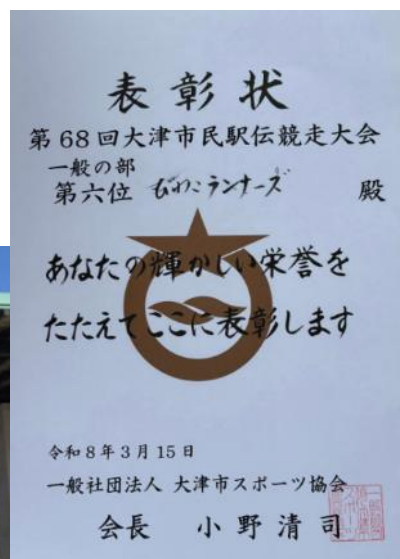 表彰状
第68回大津市民駅伝競走大会
一般の部
第六位 びわこランナーズ 殿
あなたの輝かしい栄誉を
たたえてここに表彰します
令和8年3月15日
一般社団法人 大津市スポーツ協会
会長 小野清司